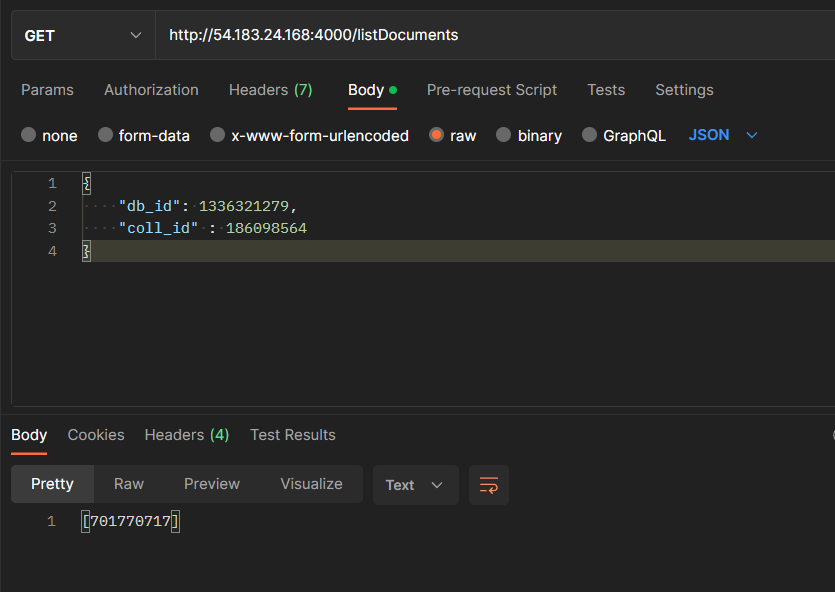 GET http://54.183.24.168:4000/listDocuments
Params Authorization Headers (7) Body Pre-request Script Tests Settings
none form-data x-www-form-urlencoded raw binary GraphQL JSON
1 {
2 "db_id": 1336321279,
3 "coll_id" : 186098564
4 }
Body Cookies Headers (4) Test Results
Pretty Raw Preview Visualize Text
1 [701770717]